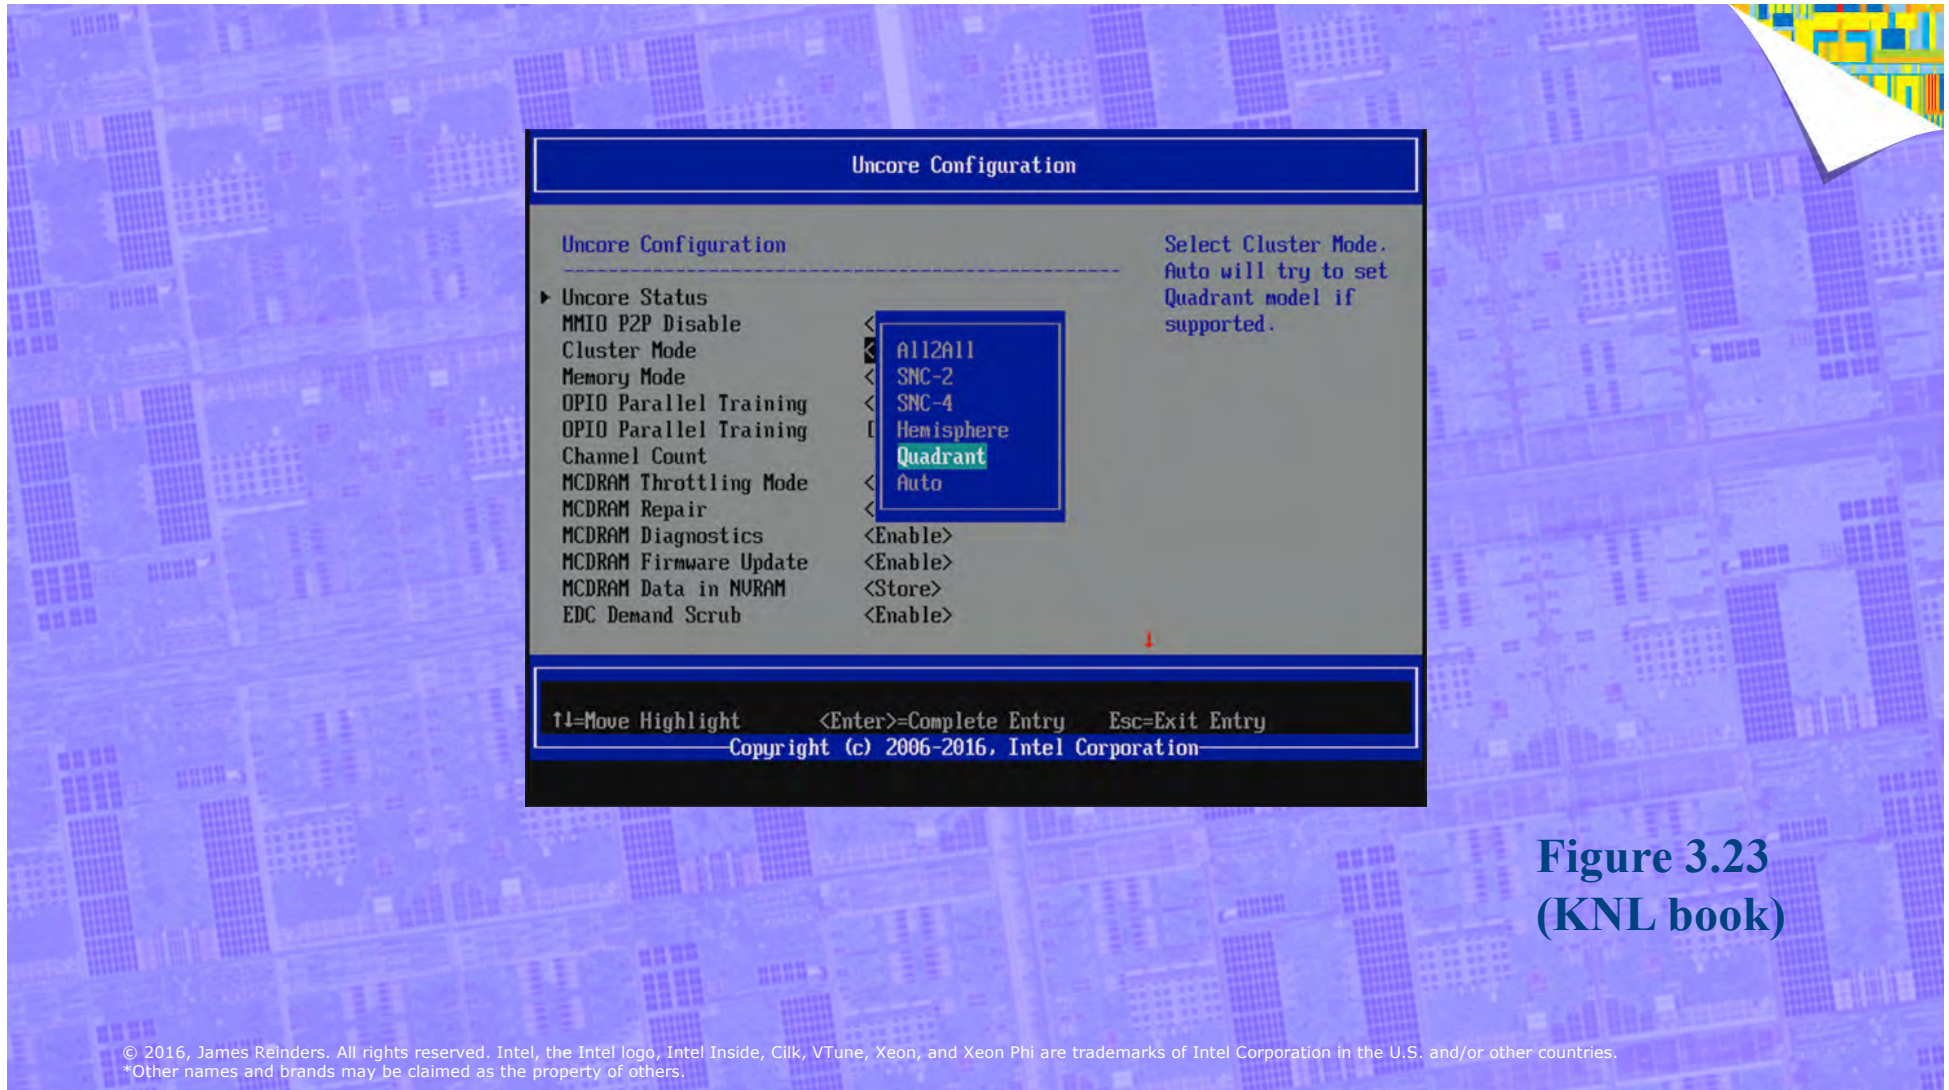 Uncore Configuration
Uncore Configuration
Select Cluster Mode.
Auto will try to set
Quadrant model if
supported.
Uncore Status
MMIO P2P Disable <
Cluster Mode <
Memory Mode <
OPIO Parallel Training <
OPIO Parallel Training [
Channel Count
MCDRAM Throttling Mode <
MCDRAM Repair <
MCDRAM Diagnostics <Enable>
MCDRAM Firmware Update <Enable>
MCDRAM Data in NVRAM <Store>
EDC Demand Scrub <Enable>
All2All
SNC-2
SNC-4
Hemisphere
Quadrant
Auto
↑↓=Move Highlight <Enter>=Complete Entry Esc=Exit Entry
Copyright (c) 2006-2016, Intel Corporation
Figure 3.23
(KNL book)
© 2016, James Reinders. All rights reserved. Intel, the Intel logo, Intel Inside, Cilk, VTune, Xeon, and Xeon Phi are trademarks of Intel Corporation in the U.S. and/or other countries.
*Other names and brands may be claimed as the property of others.